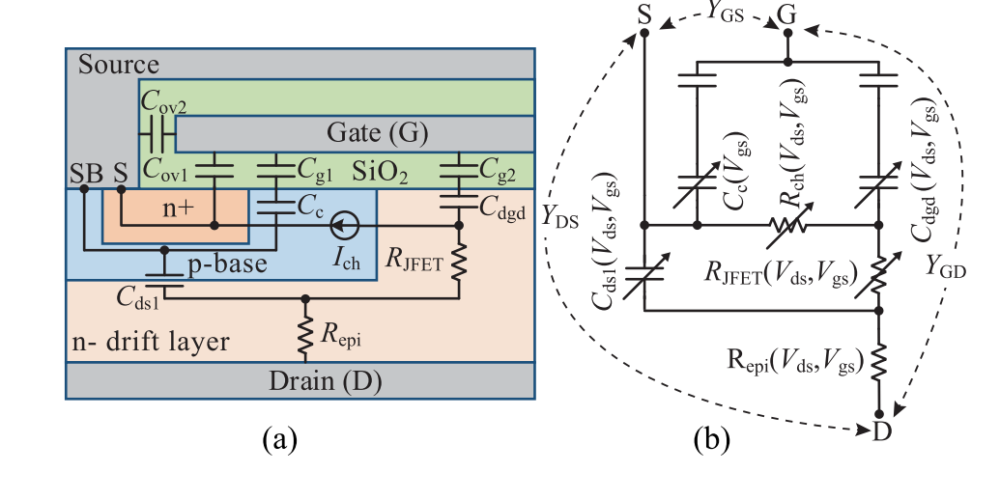 Source
C_ov2
Gate (G)
C_ov1
C_g1
SiO₂
C_g2
SB
S
n+
C_c
C_dgd
I_ch
R_JFET
p-base
C_ds1
R_epi
n- drift layer
Drain (D)
(a)
S
Y_GS
G
C_c(V_gs)
R_ch(V_ds,V_gs)
C_dgd(V_ds,V_gs)
Y_DS
C_ds1(V_ds,V_gs)
R_JFET(V_ds,V_gs)
Y_GD
R_epi(V_ds,V_gs)
D
(b)